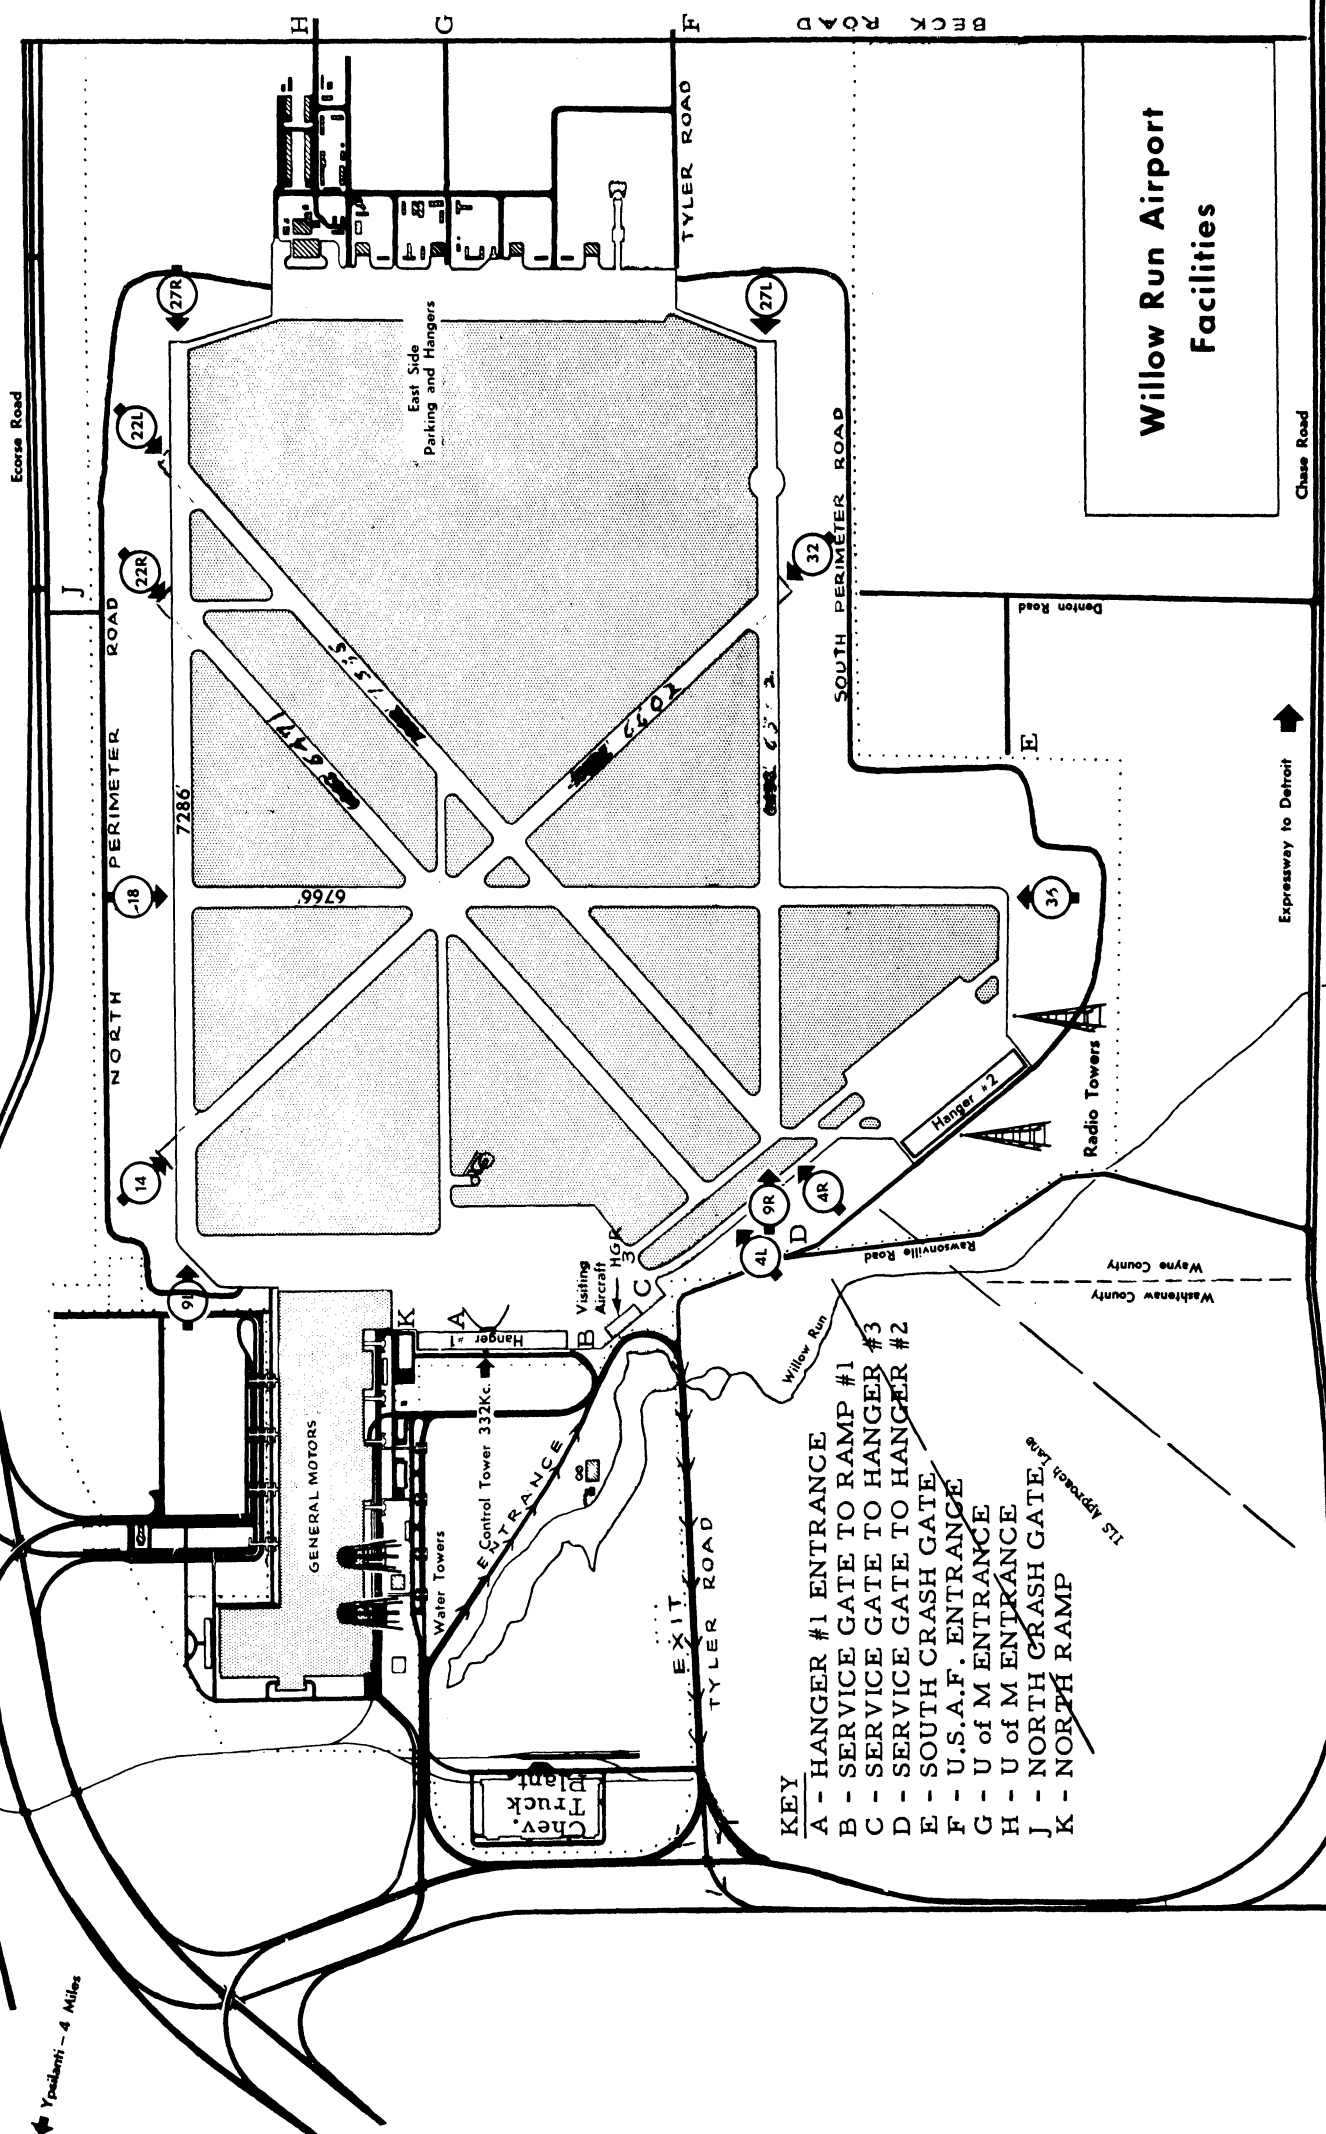 Willow Run Airport
Facilities
Ecorse Road
BECK ROAD
Chase Road
Expressway to Detroit
Denton Road
TYLER ROAD
SOUTH PERIMETER ROAD
NORTH PERIMETER ROAD
H
G
F
J
E
27R
22L
22R
18
14
9L
27L
32
9R
4R
4L
East Side
Parking and Hangers
7286'
6766'
6471
6602
Hanger #2
Radio Towers
Rawsonville Road
Wayne County
Washtenaw County
ILS Approach Lane
Willow Run
D
C
HGR
3
Visiting
Aircraft
B
A
K
Hanger #1
Control Tower 332Kc.
ENTRANCE
Water Towers
GENERAL MOTORS
EXIT
TYLER ROAD
Chev.
Truck
Plant
Ypsilanti - 4 Miles
KEY
A - HANGER #1 ENTRANCE
B - SERVICE GATE TO RAMP #1
C - SERVICE GATE TO HANGER #3
D - SERVICE GATE TO HANGER #2
E - SOUTH CRASH GATE
F - U.S.A.F. ENTRANCE
G - U of M ENTRANCE
H - U of M ENTRANCE
J - NORTH CRASH GATE
K - NORTH RAMP